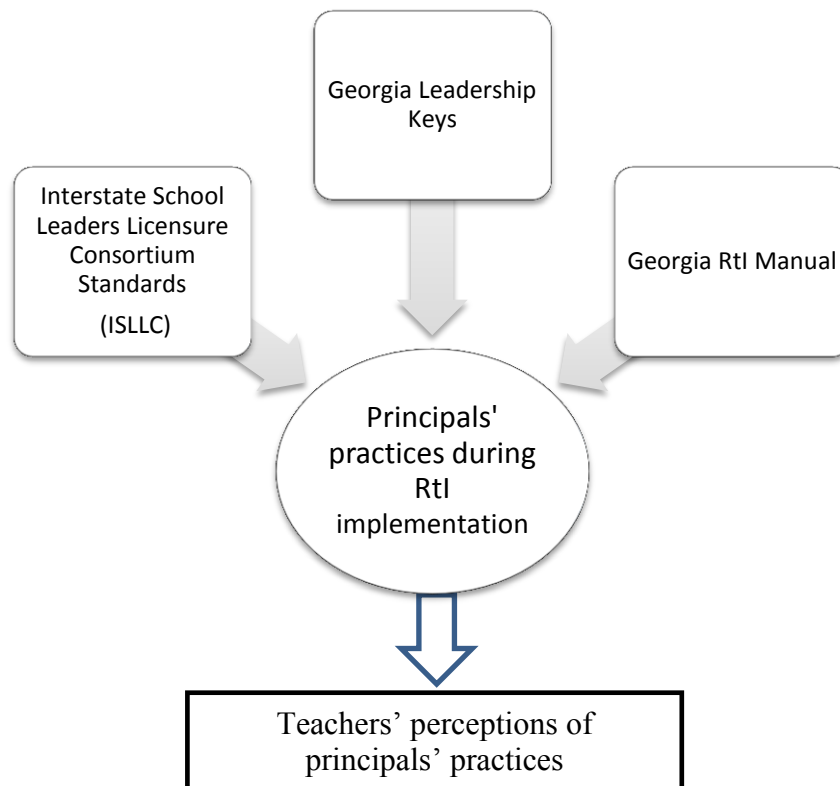 Georgia Leadership
Keys
Interstate School
Leaders Licensure
Consortium
Standards
(ISLLC)
Georgia RtI Manual
Principals'
practices during
RtI
implementation
Teachers’ perceptions of
principals’ practices